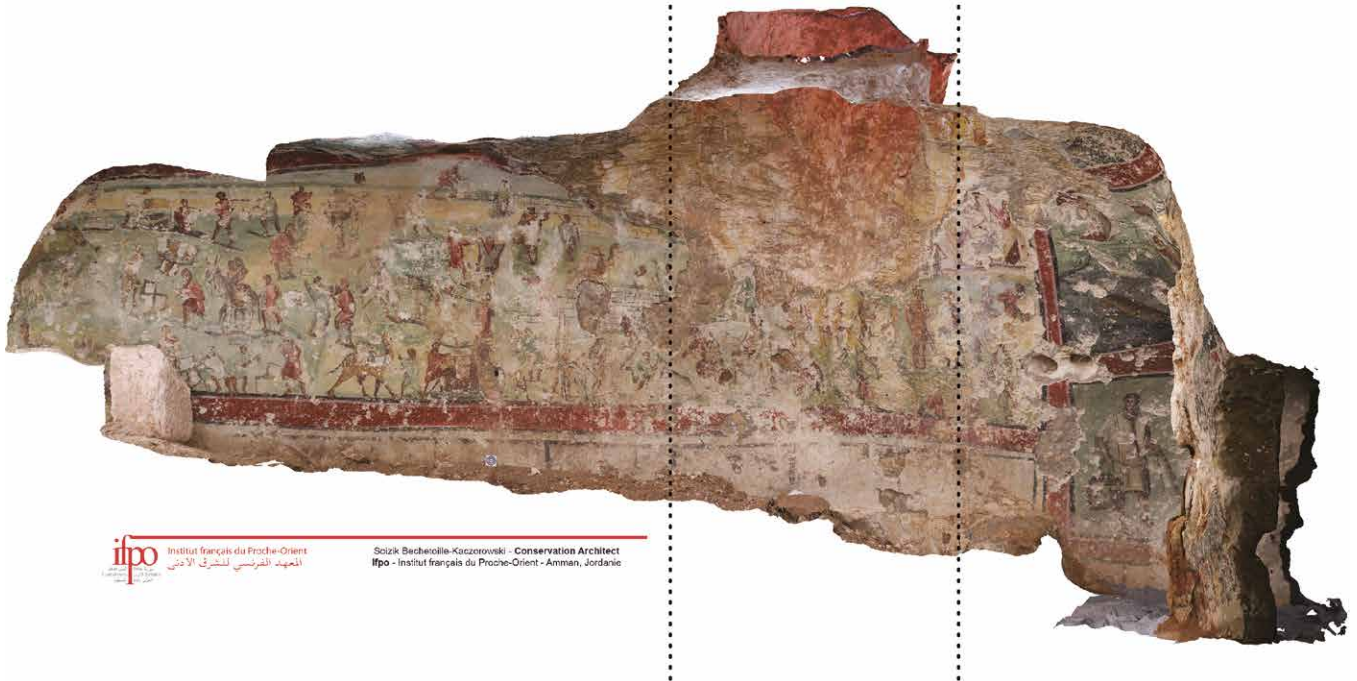 ifpo
Institut français du Proche-Orient
المعهد الفرنسي للشرق الأدنى
Soizik Bechetoille-Kaczorowski - Conservation Architect
Ifpo - Institut français du Proche-Orient - Amman, Jordanie